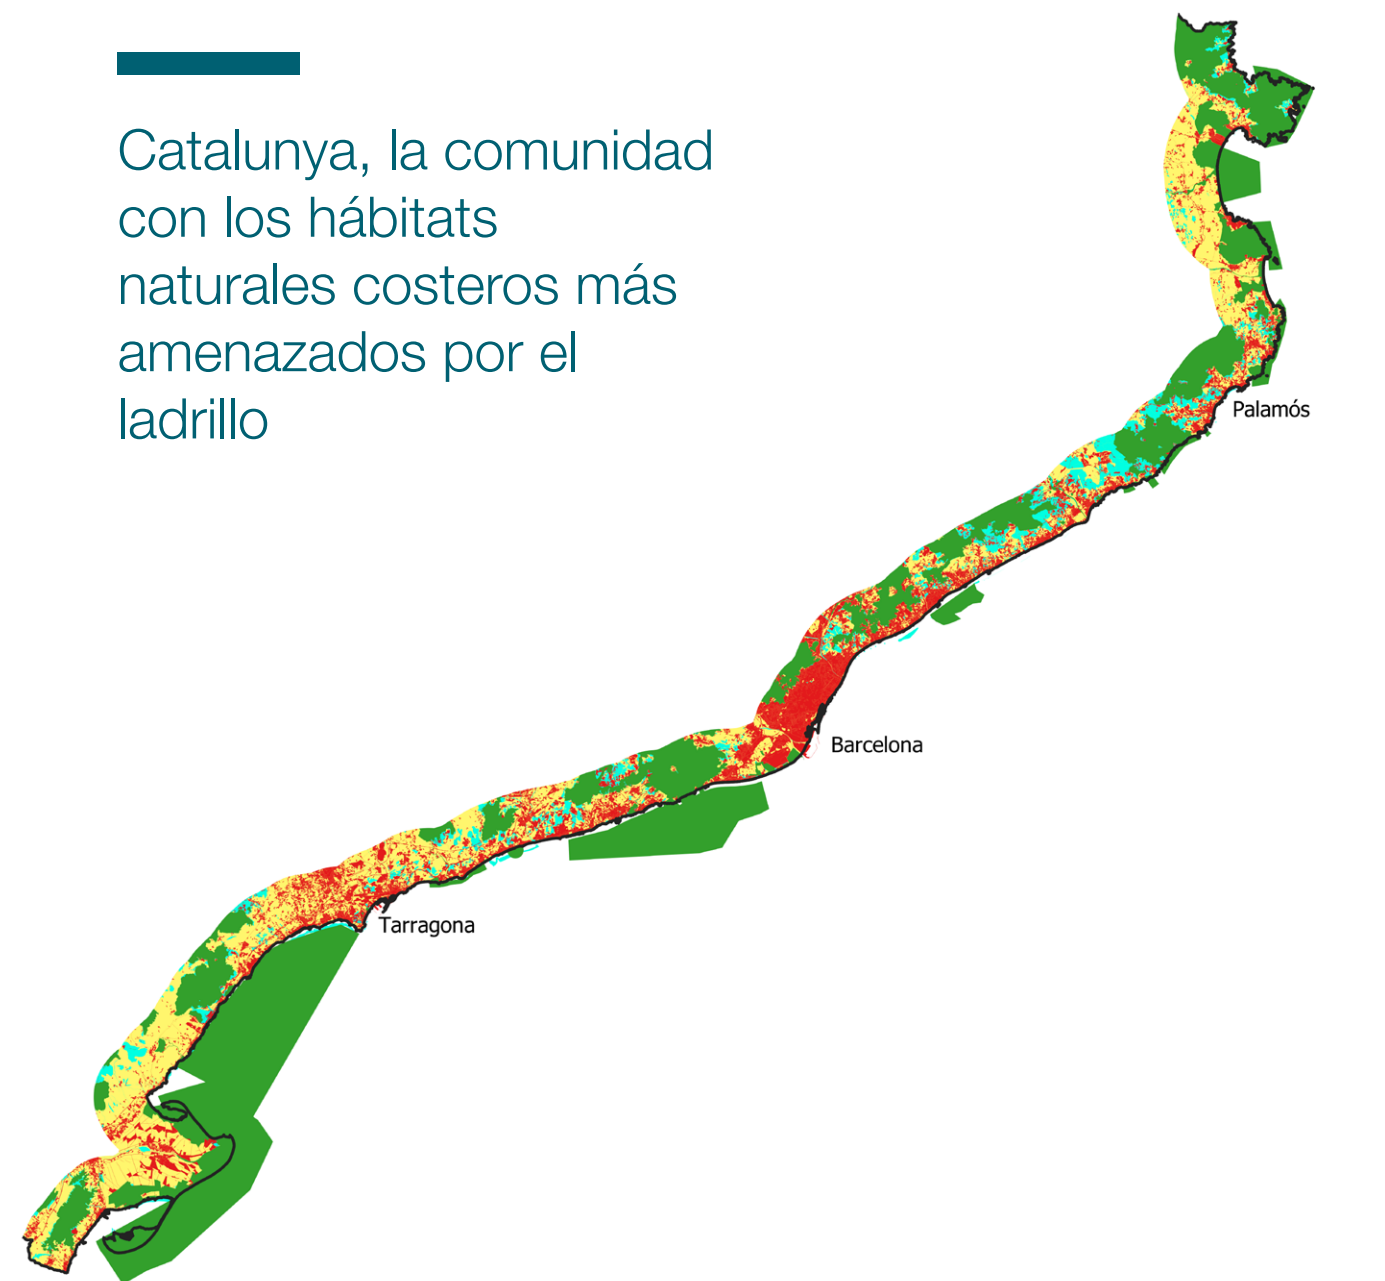 Catalunya, la comunidad
con los hábitats
naturales costeros más
amenazados por el
ladrillo
Palamós
Barcelona
Tarragona